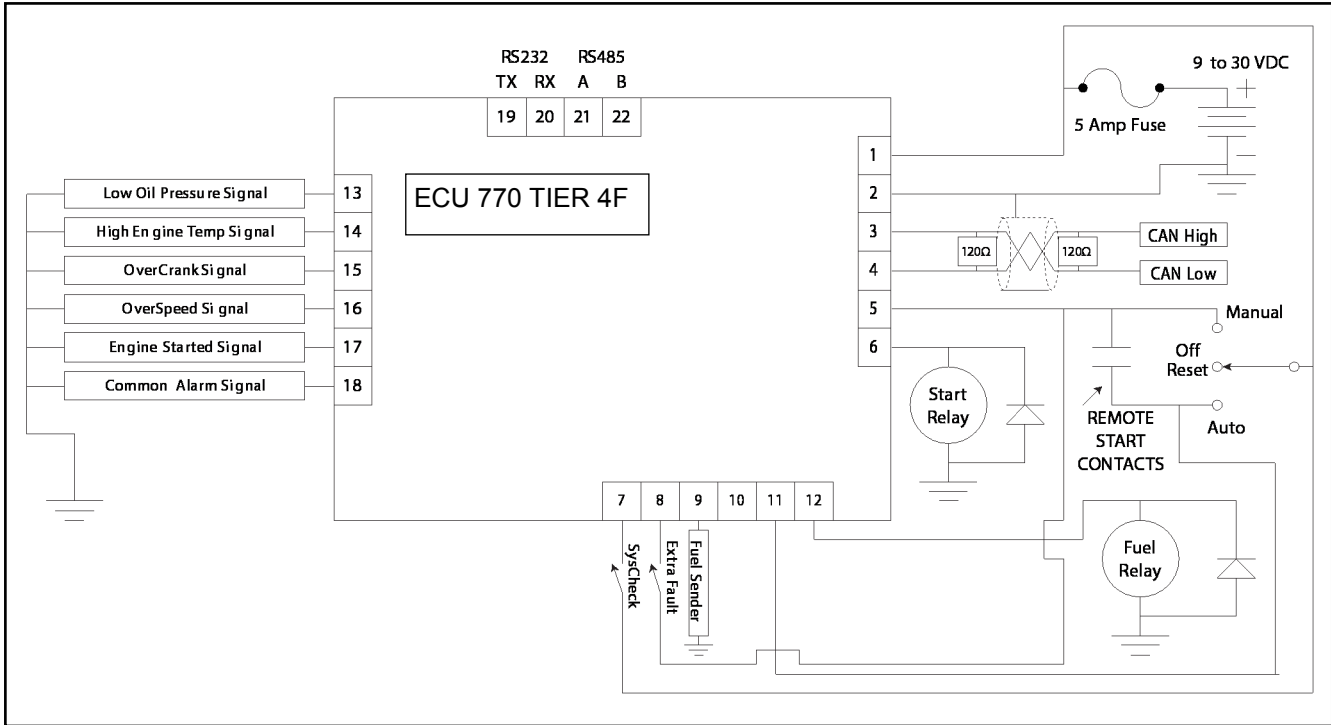 RS232 RS485
TX RX A B
19 20 21 22
9 to 30 VDC
+
5 Amp Fuse
−
ECU 770 TIER 4F
1
2
3
4
5
6
Low Oil Pressure Signal 13
High Engine Temp Signal 14
OverCrank Signal 15
OverSpeed Signal 16
Engine Started Signal 17
Common Alarm Signal 18
120Ω 120Ω
CAN High
CAN Low
Manual
Off
Reset
Auto
Start
Relay
REMOTE
START
CONTACTS
7 8 9 10 11 12
SysCheck
Extra Fault
Fuel Sender
Fuel
Relay